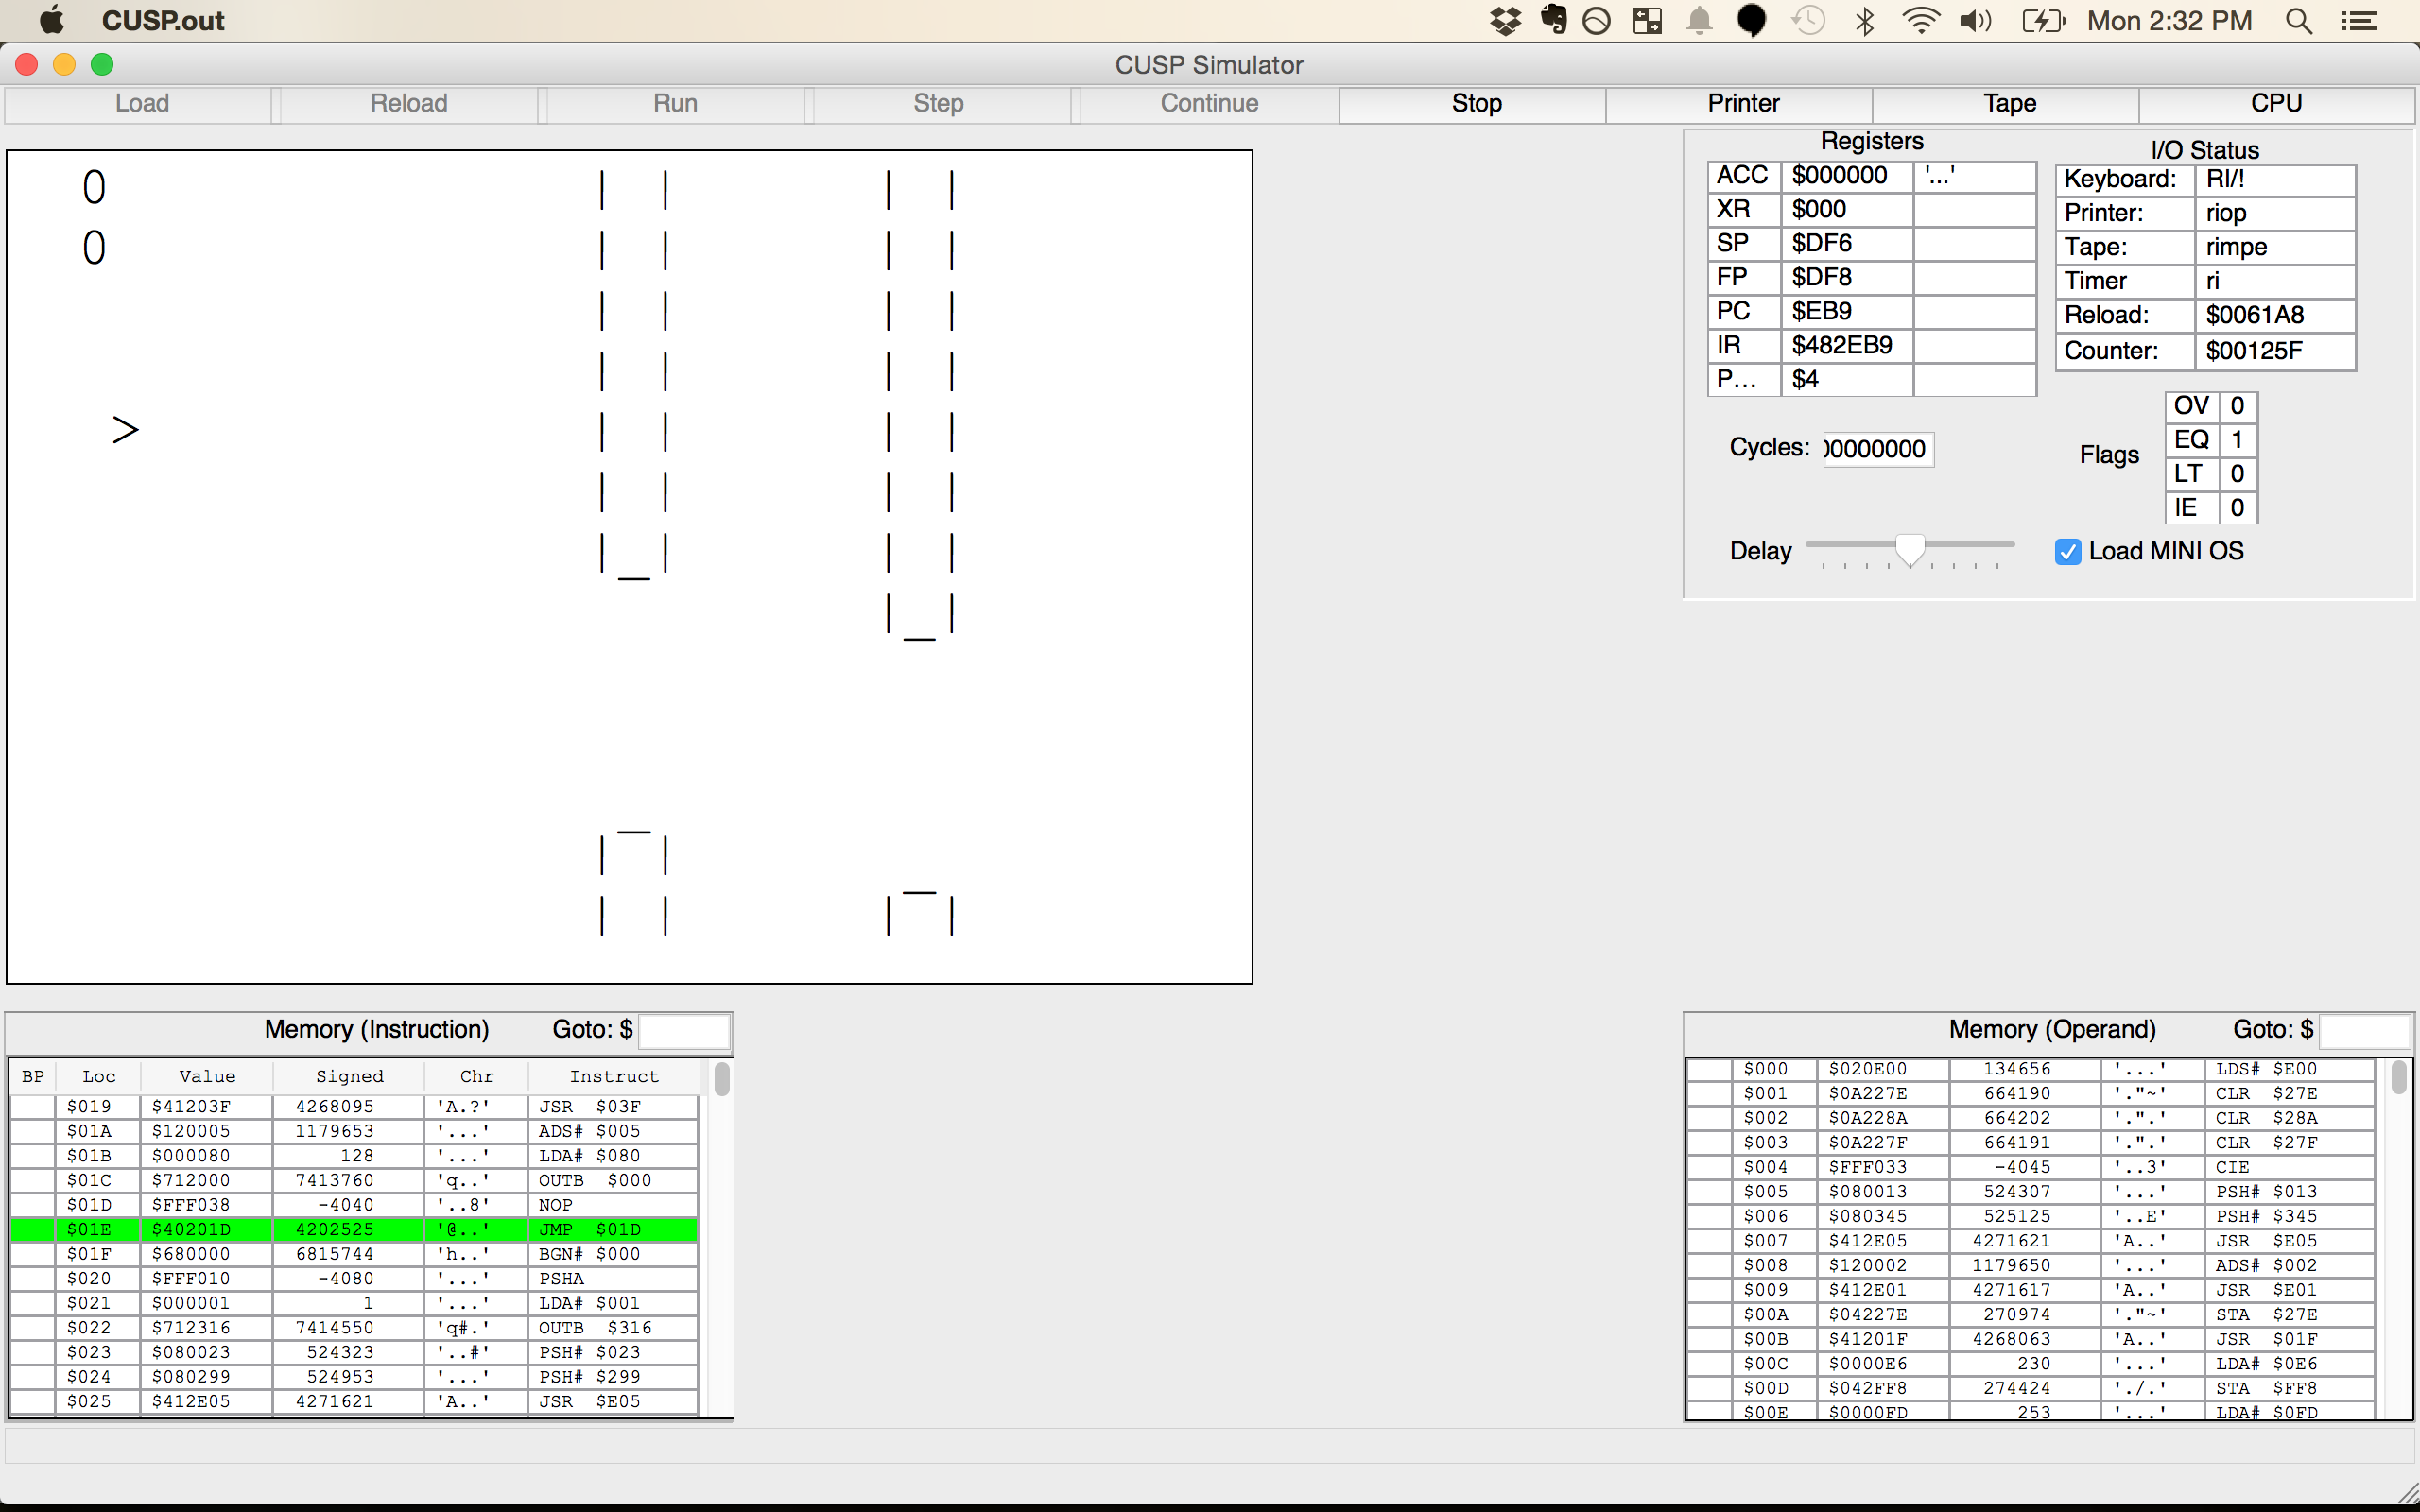 CUSP.out Mon 2:32 PM
CUSP Simulator
Load Reload Run Step Continue Stop Printer Tape CPU
0 | | | |
0 | | | |
| | | |
| | | |
> | | | |
| | | |
|_| | |
|_|
_
| | _
| | | |
Registers
ACC $000000 '...'
XR $000
SP $DF6
FP $DF8
PC $EB9
IR $482EB9
P... $4
I/O Status
Keyboard: RI/!
Printer: riop
Tape: rimpe
Timer ri
Reload: $0061A8
Counter: $00125F
Cycles: 00000000
Flags
OV 0
EQ 1
LT 0
IE 0
Delay
Load MINI OS
Memory (Instruction) Goto: $
BP Loc Value Signed Chr Instruct
$019 $41203F 4268095 'A.?' JSR $03F
$01A $120005 1179653 '...' ADS# $005
$01B $000080 128 '...' LDA# $080
$01C $712000 7413760 'q..' OUTB $000
$01D $FFF038 -4040 '..8' NOP
$01E $40201D 4202525 '@..' JMP $01D
$01F $680000 6815744 'h..' BGN# $000
$020 $FFF010 -4080 '...' PSHA
$021 $000001 1 '...' LDA# $001
$022 $712316 7414550 'q#.' OUTB $316
$023 $080023 524323 '..#' PSH# $023
$024 $080299 524953 '...' PSH# $299
$025 $412E05 4271621 'A..' JSR $E05
Memory (Operand) Goto: $
$000 $020E00 134656 '...' LDS# $E00
$001 $0A227E 664190 '."~' CLR $27E
$002 $0A228A 664202 '.".' CLR $28A
$003 $0A227F 664191 '.".' CLR $27F
$004 $FFF033 -4045 '..3' CIE
$005 $080013 524307 '...' PSH# $013
$006 $080345 525125 '..E' PSH# $345
$007 $412E05 4271621 'A..' JSR $E05
$008 $120002 1179650 '...' ADS# $002
$009 $412E01 4271617 'A..' JSR $E01
$00A $04227E 270974 '."~' STA $27E
$00B $41201F 4268063 'A..' JSR $01F
$00C $0000E6 230 '...' LDA# $0E6
$00D $042FF8 274424 './.' STA $FF8
$00E $0000FD 253 '...' LDA# $0FD